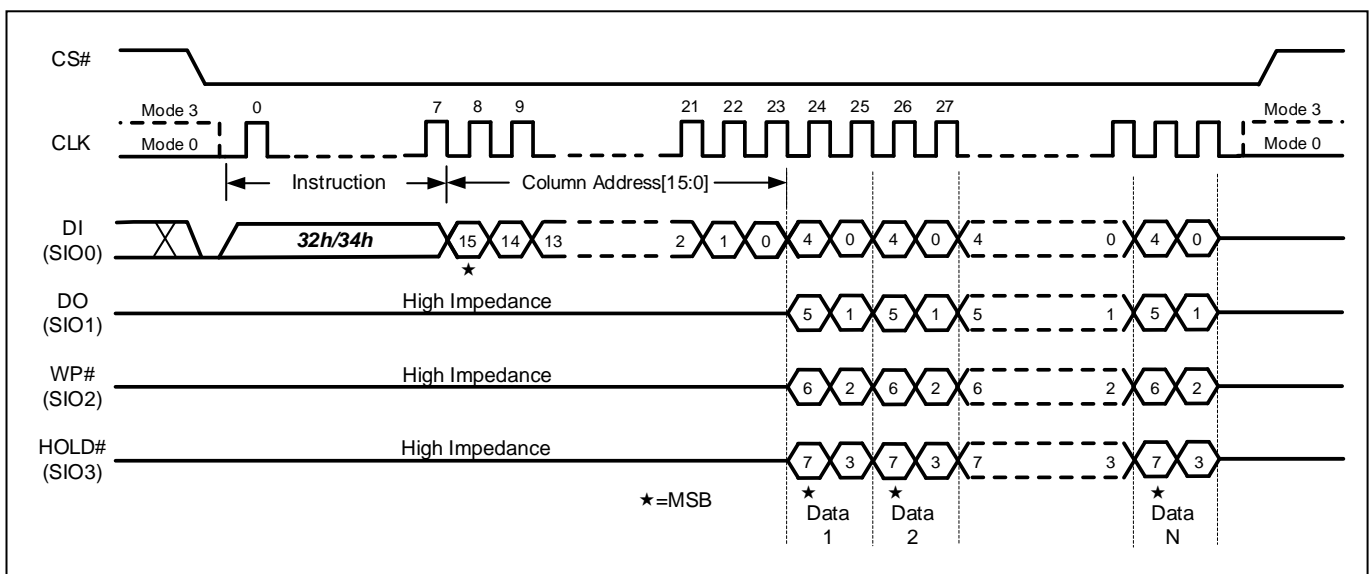 CS#
Mode 3 0 7 8 9 21 22 23 24 25 26 27 Mode 3
CLK Mode 0 Mode 0
Instruction Column Address[15:0]
DI
(SIO0) 32h/34h 15 14 13 2 1 0 4 0 4 0 4 0 4 0
★
DO
(SIO1) High Impedance 5 1 5 1 5 1 5 1
WP#
(SIO2) High Impedance 6 2 6 2 6 2 6 2
HOLD#
(SIO3) High Impedance 7 3 7 3 7 3 7 3
★ ★ ★
★=MSB Data Data Data
1 2 N